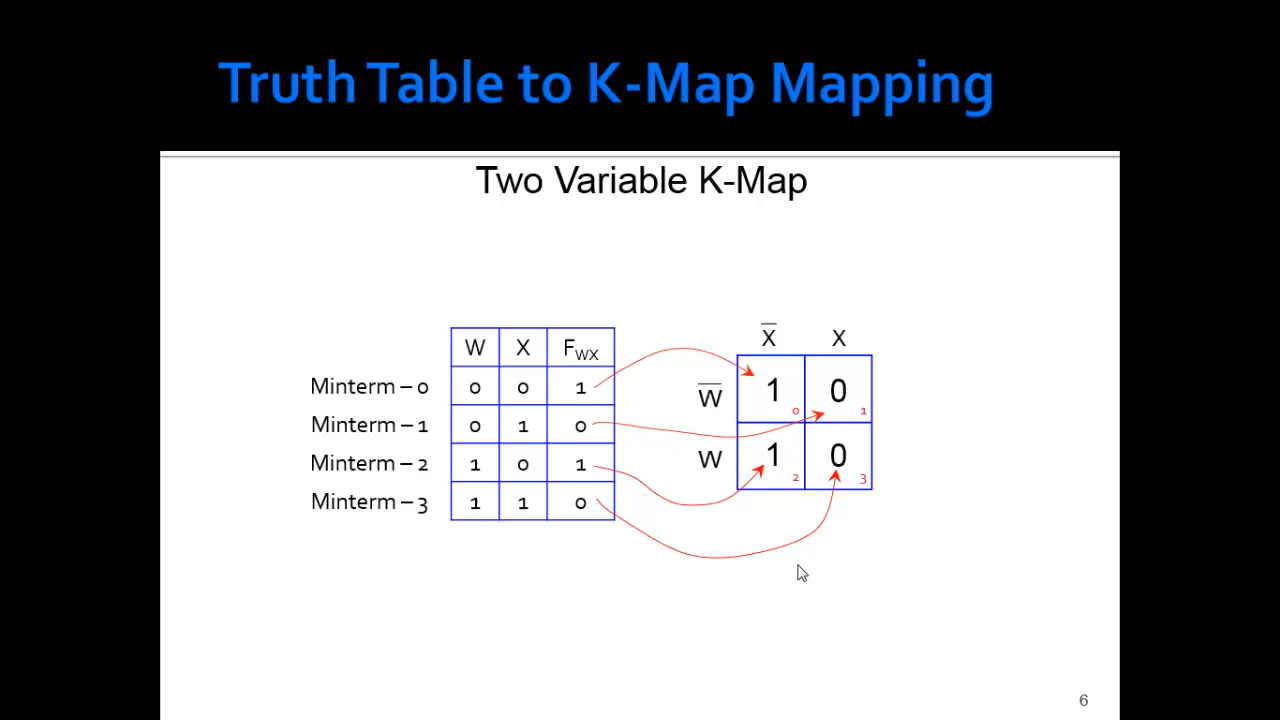 Truth Table to K-Map Mapping
Two Variable K-Map
W X FWX
Minterm – 0 0 0 1
Minterm – 1 0 1 0
Minterm – 2 1 0 1
Minterm – 3 1 1 0
X̅ X
W̅ 1 0 0 1
W 1 2 0 3
6